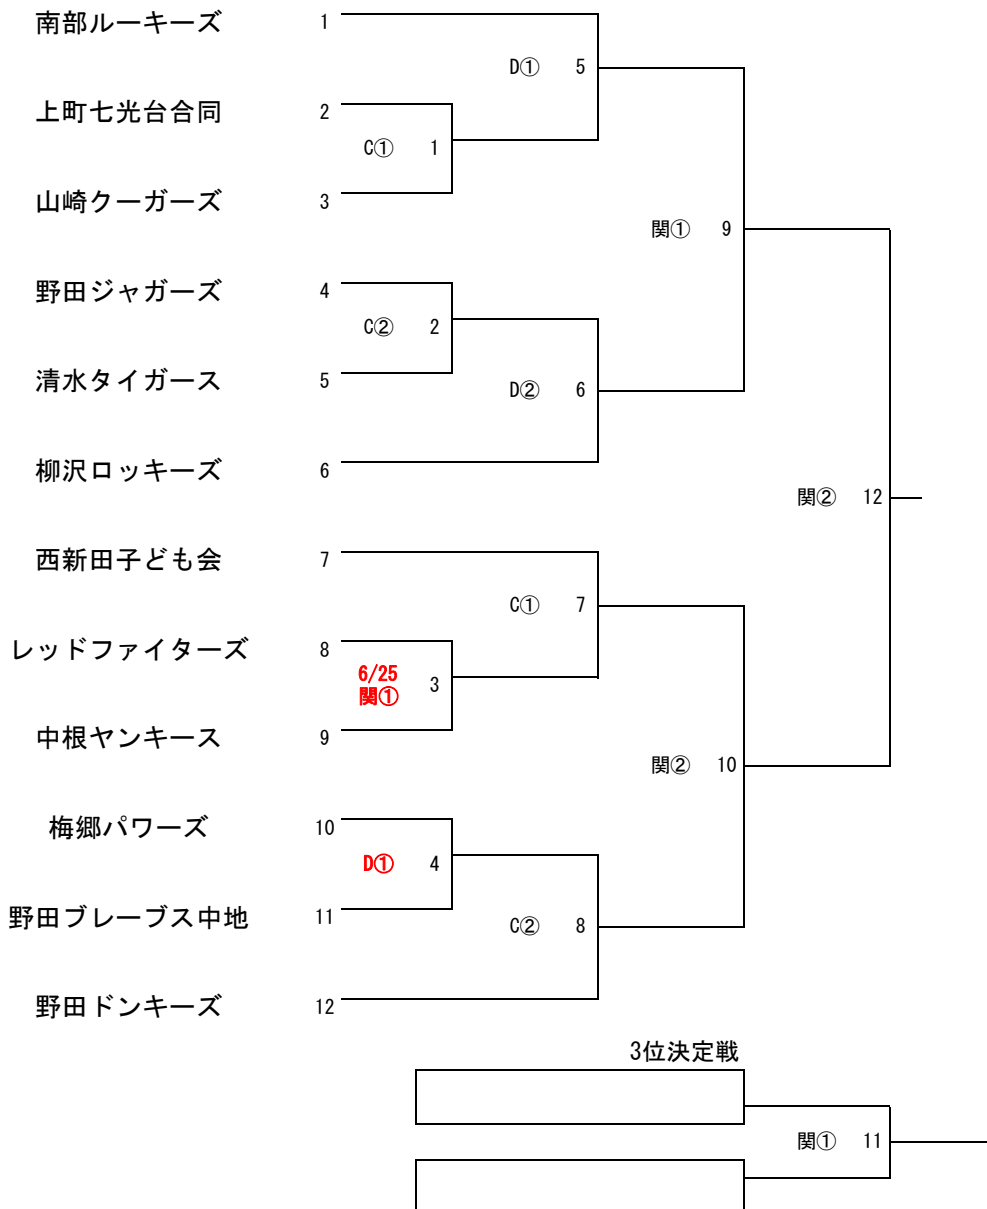 南部ルーキーズ 1
D① 5
上町七光台合同 2
C① 1
山崎クーガーズ 3
関① 9
野田ジャガーズ 4
C② 2
清水タイガース 5
D② 6
柳沢ロッキーズ 6
関② 12
西新田子ども会 7
C① 7
レッドファイターズ 8
6/25
関① 3
中根ヤンキース 9
関② 10
梅郷パワーズ 10
D① 4
野田ブレーブス中地 11
C② 8
野田ドンキーズ 12
3位決定戦
関① 11